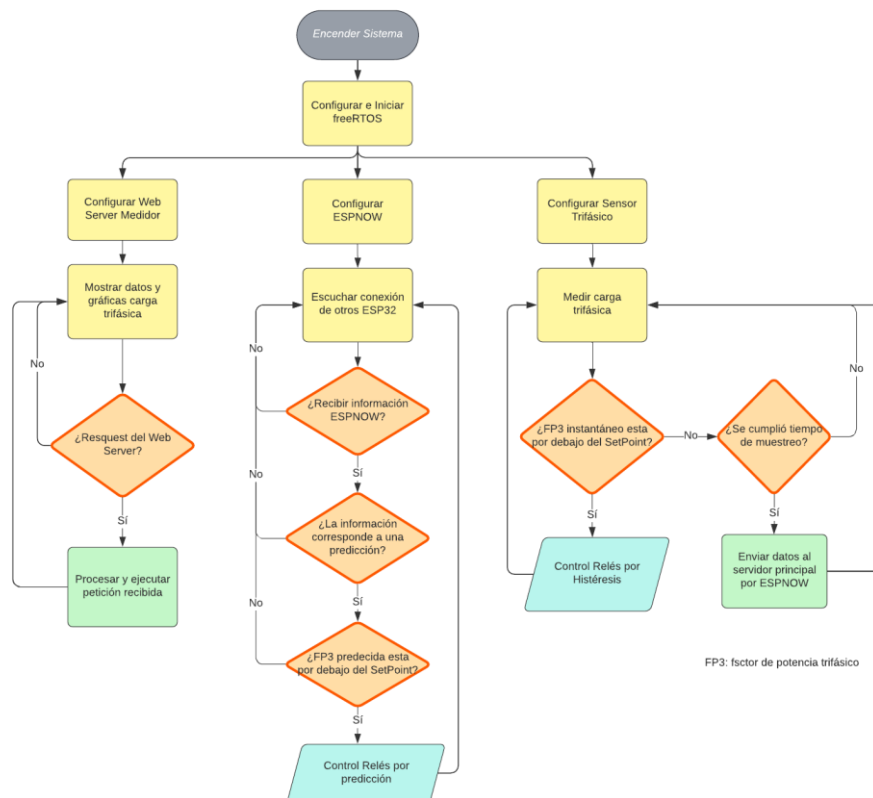 Encender Sistema
Configurar e Iniciar
freeRTOS
Configurar Web
Server Medidor
Configurar
ESPNOW
Configurar Sensor
Trifásico
Mostrar datos y
gráficas carga
trifásica
Escuchar conexión
de otros ESP32
Medir carga
trifásica
No
No
No
¿Resquest del Web
Server?
¿Recibir información
ESPNOW?
¿FP3 instantáneo esta
por debajo del SetPoint?
No
¿Se cumplió tiempo
de muestreo?
Sí
Sí
Sí
Sí
No
Procesar y ejecutar
petición recibida
¿La información
corresponde a una
predicción?
Control Relés por
Histéresis
Enviar datos al
servidor principal
por ESPNOW
Sí
No
¿FP3 predecida esta
por debajo del SetPoint?
FP3: fsctor de potencia trifásico
Sí
Control Relés por
predicción